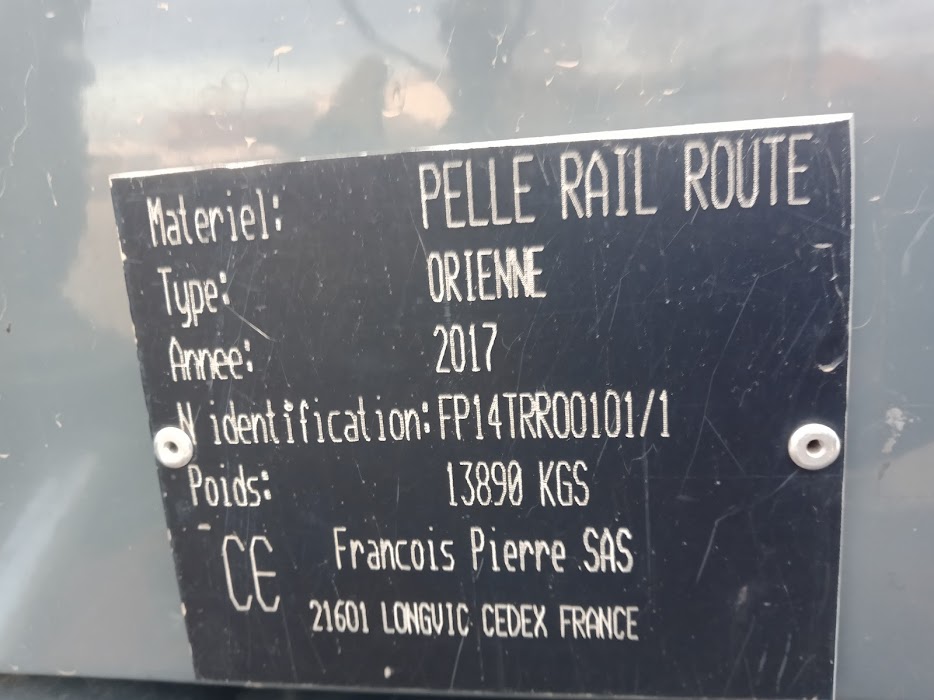 Materiel: PELLE RAIL ROUTE
Type: ORIENNE
Annee: 2017
N identification: FP14TRR00101/1
Poids: 13890 KGS
CE Francois Pierre SAS
21601 LONGVIC CEDEX FRANCE